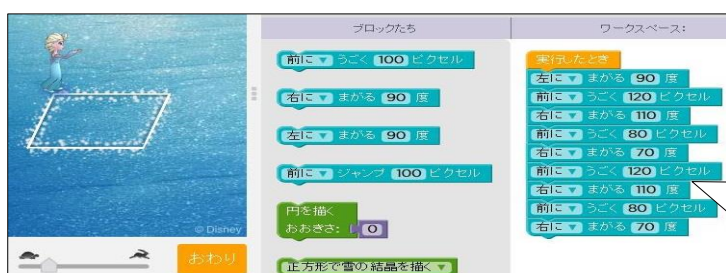 ブロックたち
前に うごく 100 ピクセル
右に まがる 90 度
左に まがる 90 度
前に ジャンプ 100 ピクセル
円を描く
おおきさ: 0
正方形で雪の結晶を描く
ワークスペース:
実行したとき
左に まがる 90 度
前に うごく 120 ピクセル
右に まがる 110 度
前に うごく 80 ピクセル
右に まがる 70 度
前に うごく 120 ピクセル
右に まがる 110 度
前に うごく 80 ピクセル
右に まがる 70 度
© Disney
おわり